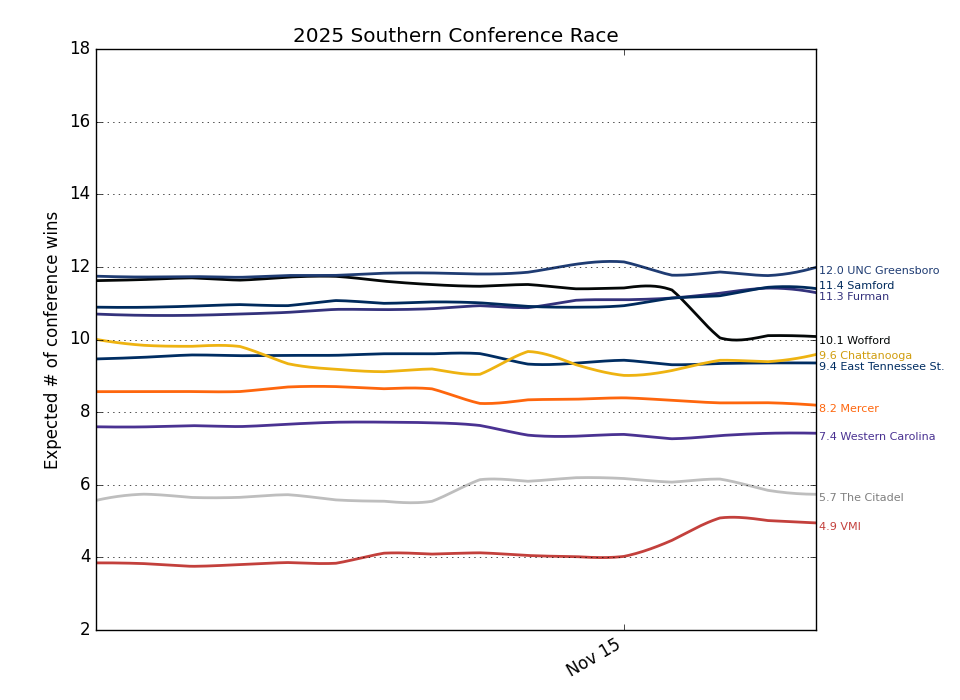 2025 Southern Conference Race
Expected # of conference wins
18
16
14
12
10
8
6
4
2
Nov 15
12.0 UNC Greensboro
11.4 Samford
11.3 Furman
10.1 Wofford
9.6 Chattanooga
9.4 East Tennessee St.
8.2 Mercer
7.4 Western Carolina
5.7 The Citadel
4.9 VMI